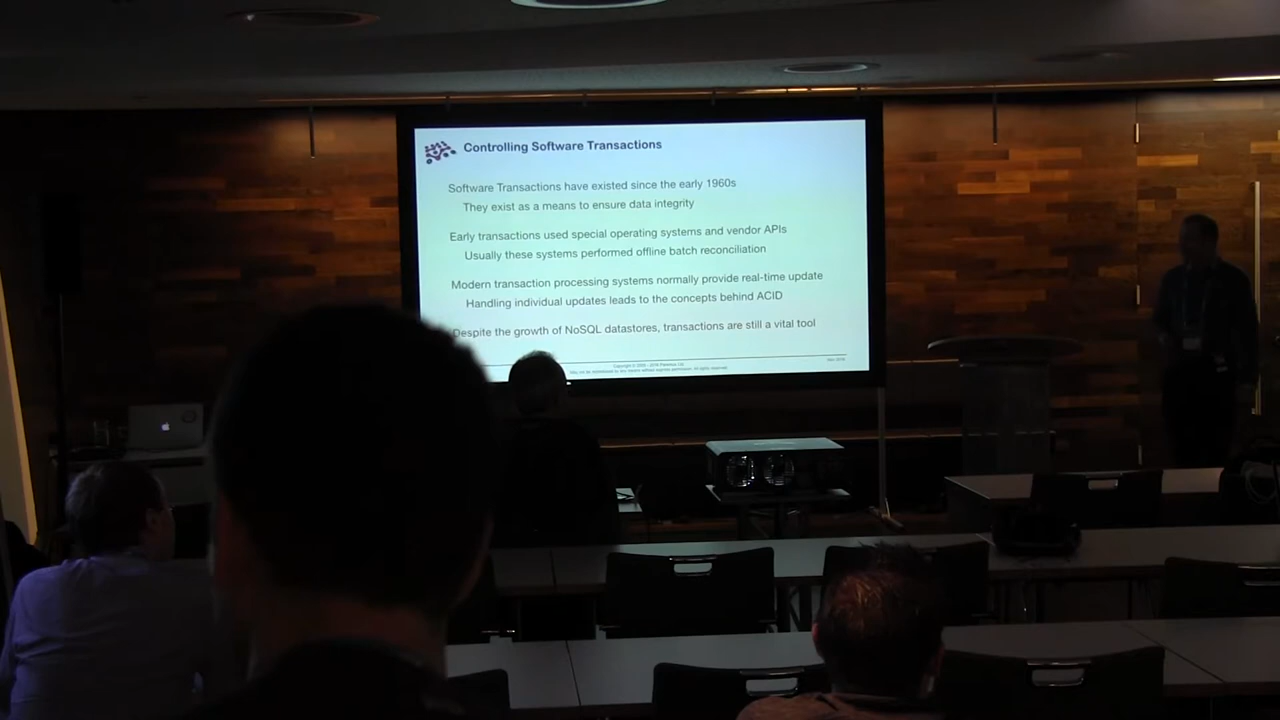 Controlling Software Transactions
Software Transactions have existed since the early 1960s
They exist as a means to ensure data integrity
Early transactions used special operating systems and vendor APIs
Usually these systems performed offline batch reconciliation
Modern transaction processing systems normally provide real-time update
Handling individual updates leads to the concepts behind ACID
Despite the growth of NoSQL datastores, transactions are still a vital tool